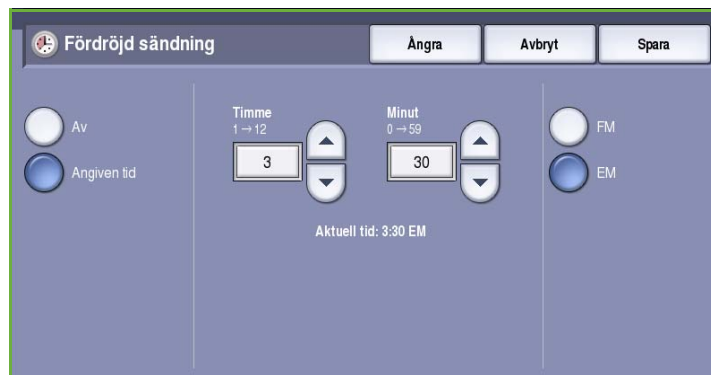 Fördröjd sändning
Ångra
Avbryt
Spara
Av
Angiven tid
Timme
1→12
3
Minut
0→59
30
FM
EM
Aktuell tid: 3:30 EM